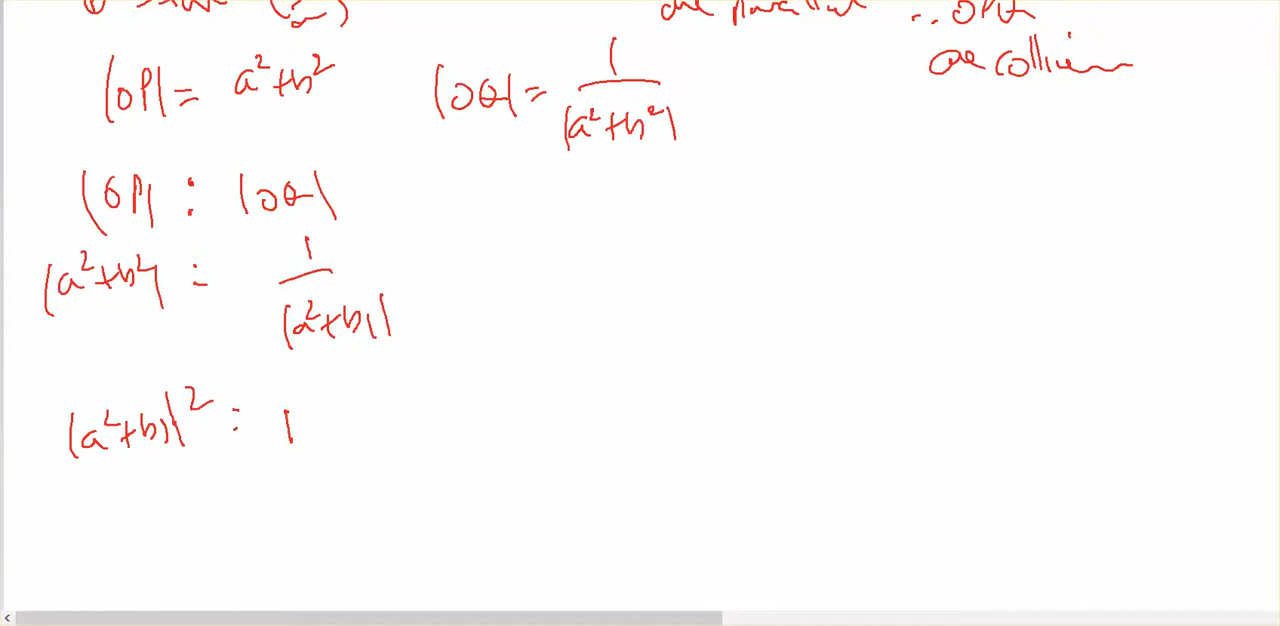 are parallel ∴ OPQ
are collinear
|OP| = a²+b² |OQ| = 1/(a²+b²)
|OP| : |OQ|
(a²+b²) : 1/(a²+b²)
(a²+b²)² : 1